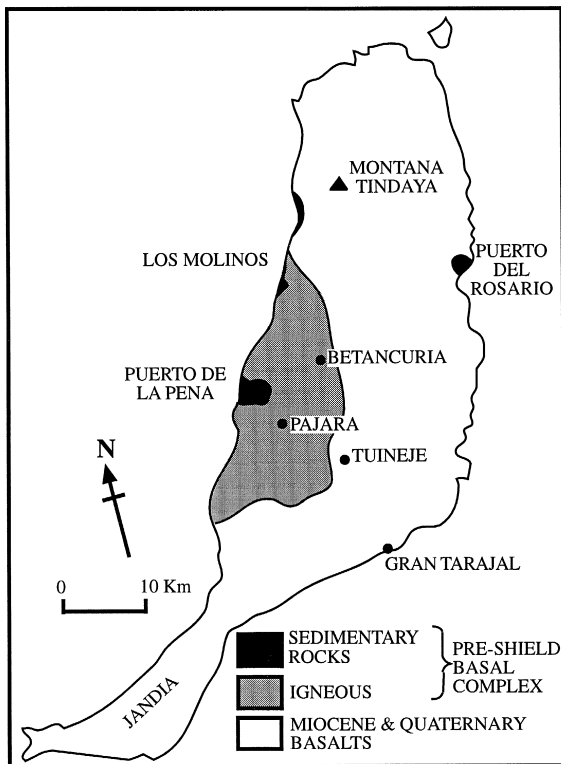 MONTANA
TINDAYA
LOS MOLINOS
PUERTO
DEL
ROSARIO
BETANCURIA
PUERTO DE
LA PENA
PAJARA
N
TUINEJE
GRAN TARAJAL
0 10 Km
SEDIMENTARY
ROCKS
IGNEOUS
PRE-SHIELD
BASAL
COMPLEX
JANDIA
MIOCENE & QUATERNARY
BASALTS